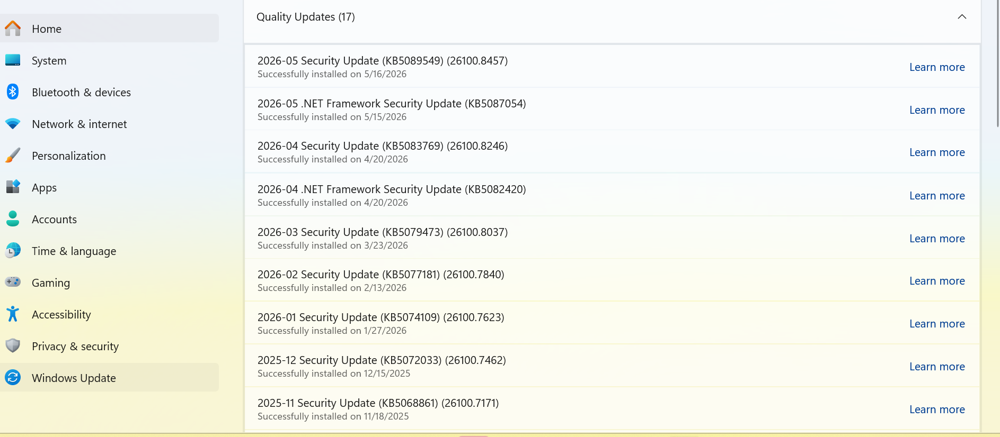 Home
System
Bluetooth & devices
Network & internet
Personalization
Apps
Accounts
Time & language
Gaming
Accessibility
Privacy & security
Windows Update
Quality Updates (17)
2026-05 Security Update (KB5089549) (26100.8457)
Successfully installed on 5/16/2026
Learn more
2026-05 .NET Framework Security Update (KB5087054)
Successfully installed on 5/15/2026
Learn more
2026-04 Security Update (KB5083769) (26100.8246)
Successfully installed on 4/20/2026
Learn more
2026-04 .NET Framework Security Update (KB5082420)
Successfully installed on 4/20/2026
Learn more
2026-03 Security Update (KB5079473) (26100.8037)
Successfully installed on 3/23/2026
Learn more
2026-02 Security Update (KB5077181) (26100.7840)
Successfully installed on 2/13/2026
Learn more
2026-01 Security Update (KB5074109) (26100.7623)
Successfully installed on 1/27/2026
Learn more
2025-12 Security Update (KB5072033) (26100.7462)
Successfully installed on 12/15/2025
Learn more
2025-11 Security Update (KB5068861) (26100.7171)
Successfully installed on 11/18/2025
Learn more